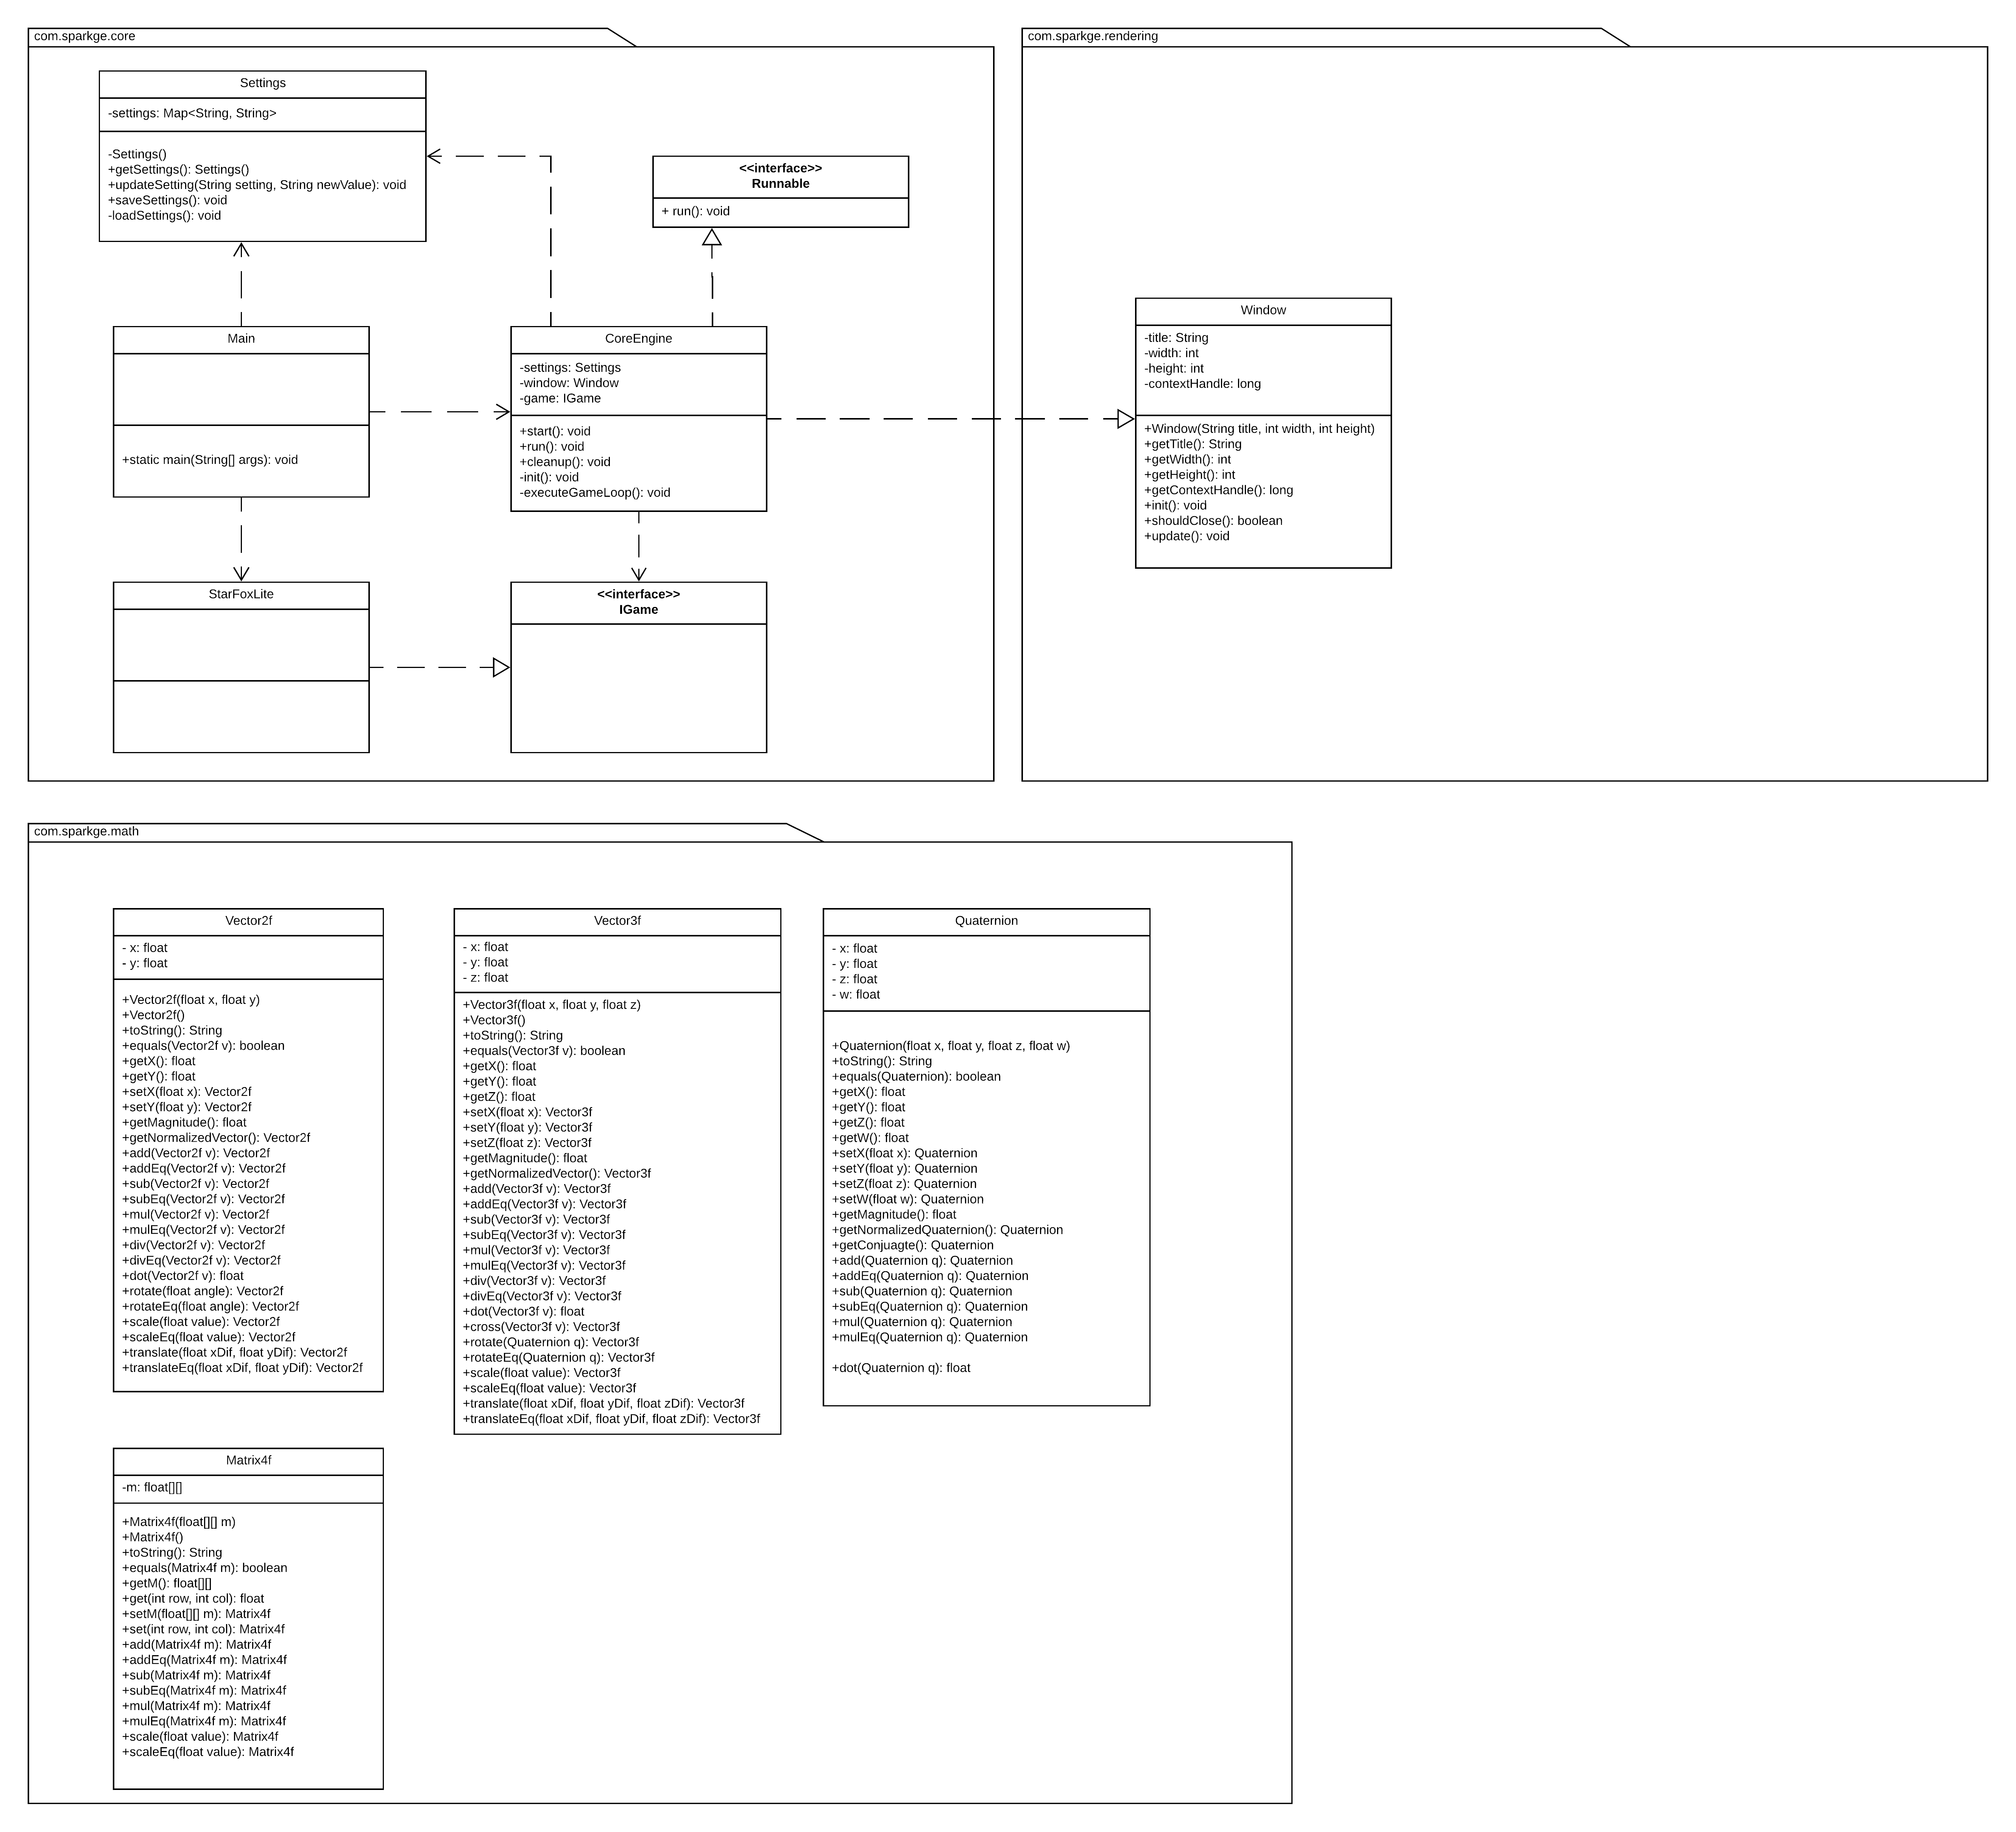 com.sparkge.core
Settings
-settings: Map<String, String>
-Settings()
+getSettings(): Settings()
+updateSetting(String setting, String newValue): void
+saveSettings(): void
-loadSettings(): void
<<interface>>
Runnable
+ run(): void
Main
+static main(String[] args): void
CoreEngine
-settings: Settings
-window: Window
-game: IGame
+start(): void
+run(): void
+cleanup(): void
-init(): void
-executeGameLoop(): void
StarFoxLite
<<interface>>
IGame
com.sparkge.rendering
Window
-title: String
-width: int
-height: int
-contextHandle: long
+Window(String title, int width, int height)
+getTitle(): String
+getWidth(): int
+getHeight(): int
+getContextHandle(): long
+init(): void
+shouldClose(): boolean
+update(): void
com.sparkge.math
Vector2f
- x: float
- y: float
+Vector2f(float x, float y)
+Vector2f()
+toString(): String
+equals(Vector2f v): boolean
+getX(): float
+getY(): float
+setX(float x): Vector2f
+setY(float y): Vector2f
+getMagnitude(): float
+getNormalizedVector(): Vector2f
+add(Vector2f v): Vector2f
+addEq(Vector2f v): Vector2f
+sub(Vector2f v): Vector2f
+subEq(Vector2f v): Vector2f
+mul(Vector2f v): Vector2f
+mulEq(Vector2f v): Vector2f
+div(Vector2f v): Vector2f
+divEq(Vector2f v): Vector2f
+dot(Vector2f v): float
+rotate(float angle): Vector2f
+rotateEq(float angle): Vector2f
+scale(float value): Vector2f
+scaleEq(float value): Vector2f
+translate(float xDif, float yDif): Vector2f
+translateEq(float xDif, float yDif): Vector2f
Vector3f
- x: float
- y: float
- z: float
+Vector3f(float x, float y, float z)
+Vector3f()
+toString(): String
+equals(Vector3f v): boolean
+getX(): float
+getY(): float
+getZ(): float
+setX(float x): Vector3f
+setY(float y): Vector3f
+setZ(float z): Vector3f
+getMagnitude(): float
+getNormalizedVector(): Vector3f
+add(Vector3f v): Vector3f
+addEq(Vector3f v): Vector3f
+sub(Vector3f v): Vector3f
+subEq(Vector3f v): Vector3f
+mul(Vector3f v): Vector3f
+mulEq(Vector3f v): Vector3f
+div(Vector3f v): Vector3f
+divEq(Vector3f v): Vector3f
+dot(Vector3f v): float
+cross(Vector3f v): Vector3f
+rotate(Quaternion q): Vector3f
+rotateEq(Quaternion q): Vector3f
+scale(float value): Vector3f
+scaleEq(float value): Vector3f
+translate(float xDif, float yDif, float zDif): Vector3f
+translateEq(float xDif, float yDif, float zDif): Vector3f
Quaternion
- x: float
- y: float
- z: float
- w: float
+Quaternion(float x, float y, float z, float w)
+toString(): String
+equals(Quaternion): boolean
+getX(): float
+getY(): float
+getZ(): float
+getW(): float
+setX(float x): Quaternion
+setY(float y): Quaternion
+setZ(float z): Quaternion
+setW(float w): Quaternion
+getMagnitude(): float
+getNormalizedQuaternion(): Quaternion
+getConjuagte(): Quaternion
+add(Quaternion q): Quaternion
+addEq(Quaternion q): Quaternion
+sub(Quaternion q): Quaternion
+subEq(Quaternion q): Quaternion
+mul(Quaternion q): Quaternion
+mulEq(Quaternion q): Quaternion
+dot(Quaternion q): float
Matrix4f
-m: float[][]
+Matrix4f(float[][] m)
+Matrix4f()
+toString(): String
+equals(Matrix4f m): boolean
+getM(): float[][]
+get(int row, int col): float
+setM(float[][] m): Matrix4f
+set(int row, int col): Matrix4f
+add(Matrix4f m): Matrix4f
+addEq(Matrix4f m): Matrix4f
+sub(Matrix4f m): Matrix4f
+subEq(Matrix4f m): Matrix4f
+mul(Matrix4f m): Matrix4f
+mulEq(Matrix4f m): Matrix4f
+scale(float value): Matrix4f
+scaleEq(float value): Matrix4f